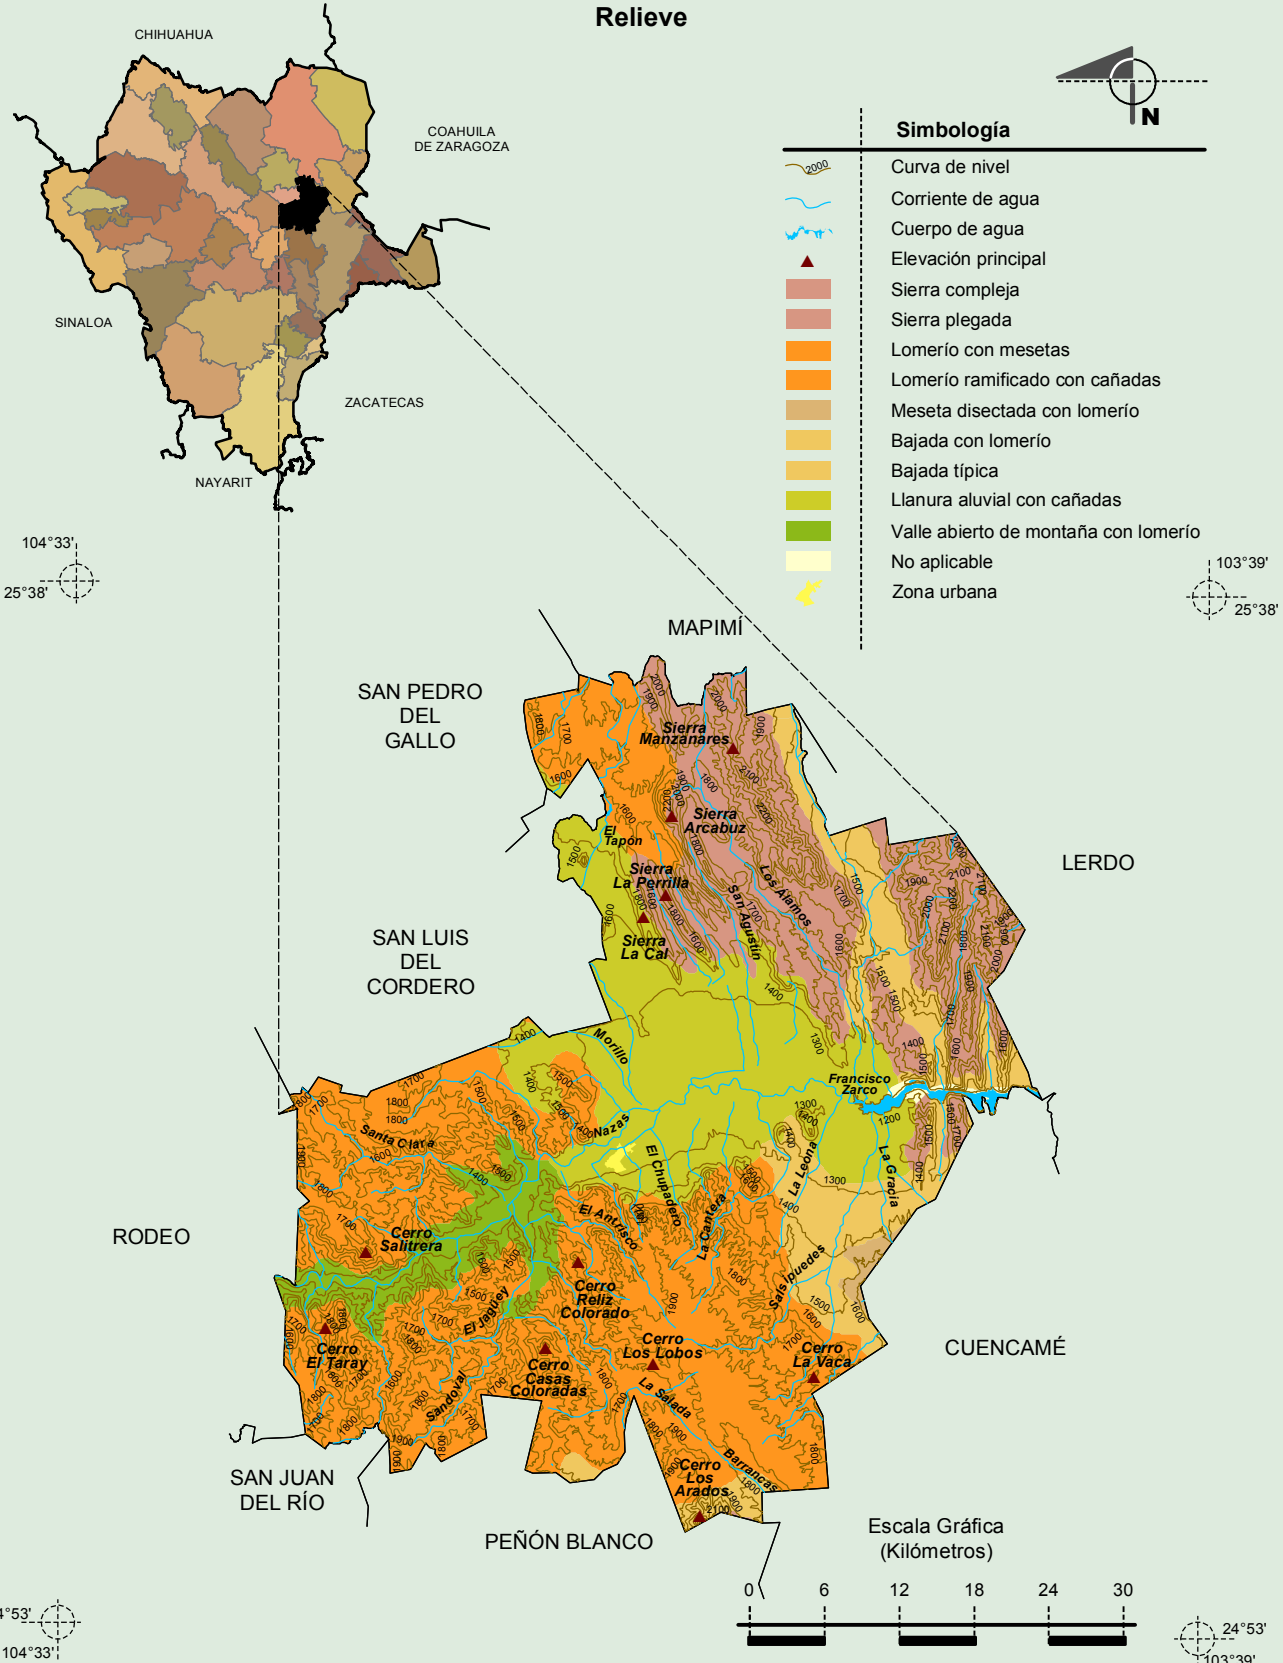 Relieve
CHIHUAHUA
COAHUILA
DE ZARAGOZA
SINALOA
ZACATECAS
NAYARIT
N
Simbología
2000
Curva de nivel
Corriente de agua
Cuerpo de agua
Elevación principal
Sierra compleja
Sierra plegada
Lomerío con mesetas
Lomerío ramificado con cañadas
Meseta disectada con lomerío
Bajada con lomerío
Bajada típica
Llanura aluvial con cañadas
Valle abierto de montaña con lomerío
No aplicable
Zona urbana
104°33'
25°38'
103°39'
25°38'
MAPIMÍ
SAN PEDRO
DEL
GALLO
LERDO
SAN LUIS
DEL
CORDERO
RODEO
CUENCAMÉ
SAN JUAN
DEL RÍO
PEÑÓN BLANCO
Sierra
Manzanares
Sierra
Arcabuz
El
Tapón
Sierra
La Perrilla
Sierra
La Cal
San Agustín
Los Álamos
Morillo
Francisco
Zarco
Nazas
Santa Clara
El Chupadero
La Leona
La Gracia
El Antrisco
La Cantera
Cerro
Salitrera
Cerro
Reliz
Colorado
Salsipuedes
El Jagüey
Cerro
El Taray
Cerro
Casas
Coloradas
Cerro
Los Lobos
Cerro
La Vaca
Sandoval
La Salada
Barrancas
Cerro
Los
Arados
2100
Escala Gráfica
(Kilómetros)
0 6 12 18 24 30
4°53'
104°33'
24°53'
103°39'